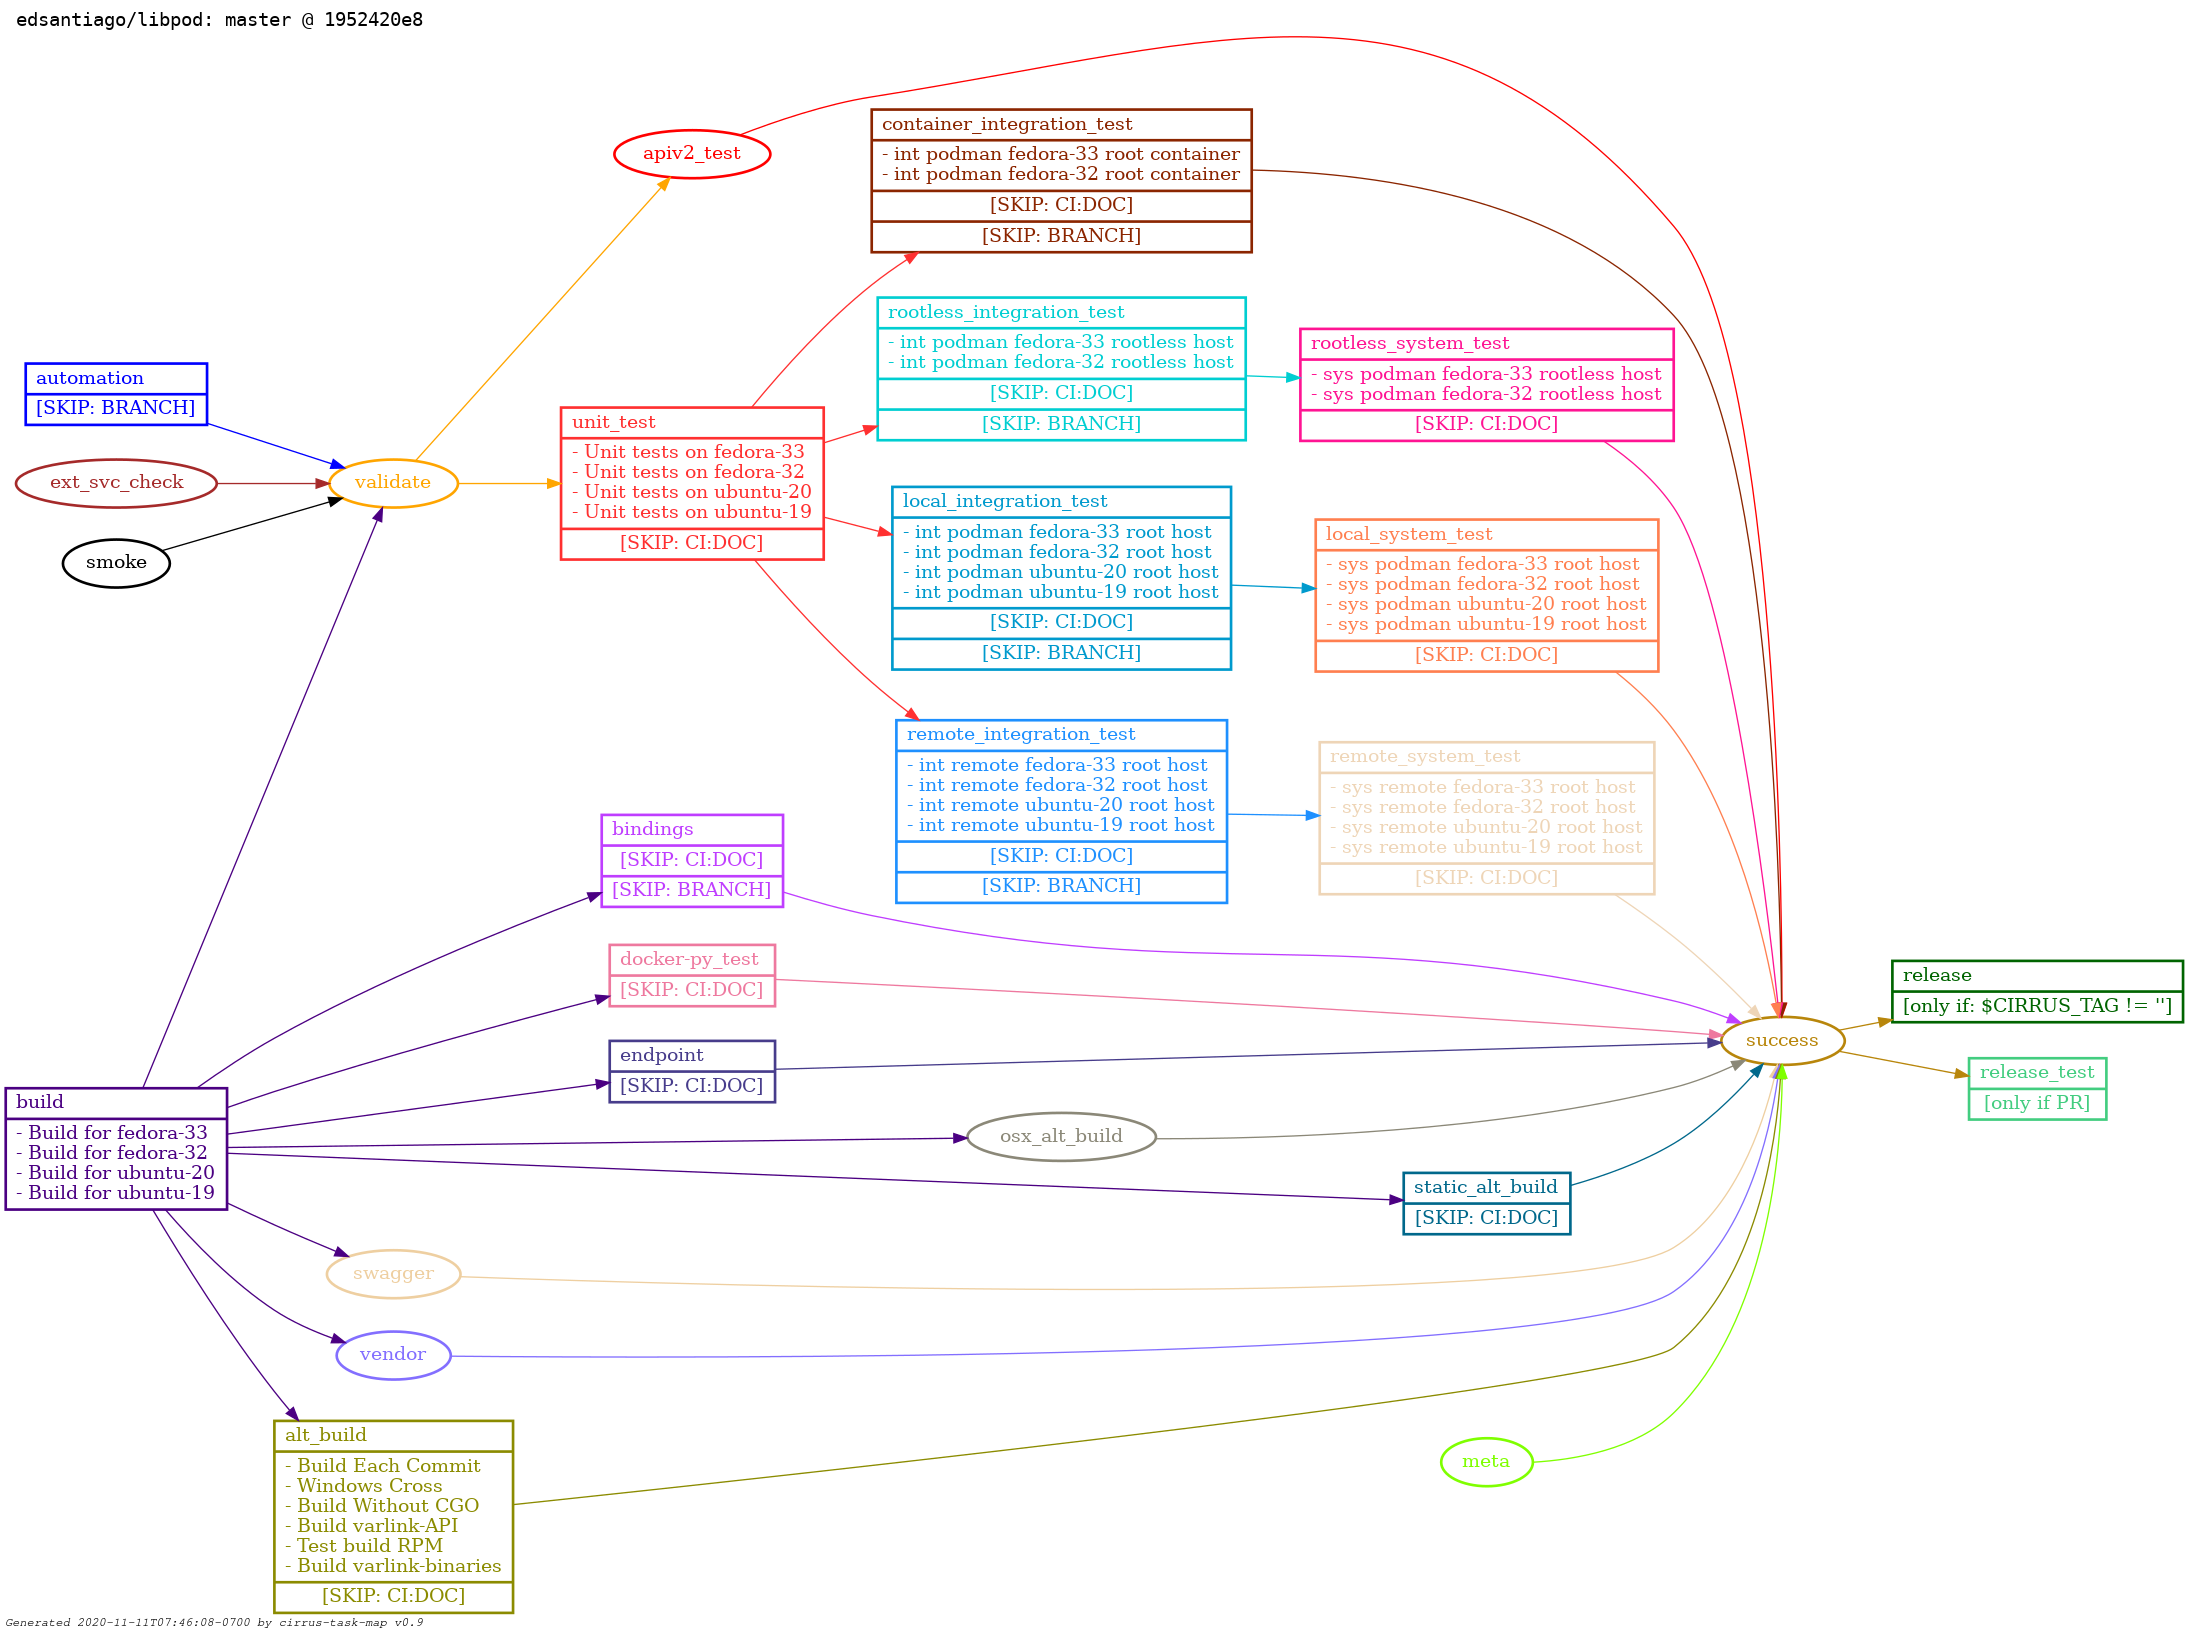 edsantiago/libpod: master @ 1952420e8
automation
[SKIP: BRANCH]
ext_svc_check
smoke
validate
build
- Build for fedora-33
- Build for fedora-32
- Build for ubuntu-20
- Build for ubuntu-19
swagger
vendor
alt_build
- Build Each Commit
- Windows Cross
- Build Without CGO
- Build varlink-API
- Test build RPM
- Build varlink-binaries
[SKIP: CI:DOC]
apiv2_test
unit_test
- Unit tests on fedora-33
- Unit tests on fedora-32
- Unit tests on ubuntu-20
- Unit tests on ubuntu-19
[SKIP: CI:DOC]
bindings
[SKIP: CI:DOC]
[SKIP: BRANCH]
docker-py_test
[SKIP: CI:DOC]
endpoint
[SKIP: CI:DOC]
container_integration_test
- int podman fedora-33 root container
- int podman fedora-32 root container
[SKIP: CI:DOC]
[SKIP: BRANCH]
rootless_integration_test
- int podman fedora-33 rootless host
- int podman fedora-32 rootless host
[SKIP: CI:DOC]
[SKIP: BRANCH]
local_integration_test
- int podman fedora-33 root host
- int podman fedora-32 root host
- int podman ubuntu-20 root host
- int podman ubuntu-19 root host
[SKIP: CI:DOC]
[SKIP: BRANCH]
remote_integration_test
- int remote fedora-33 root host
- int remote fedora-32 root host
- int remote ubuntu-20 root host
- int remote ubuntu-19 root host
[SKIP: CI:DOC]
[SKIP: BRANCH]
osx_alt_build
rootless_system_test
- sys podman fedora-33 rootless host
- sys podman fedora-32 rootless host
[SKIP: CI:DOC]
local_system_test
- sys podman fedora-33 root host
- sys podman fedora-32 root host
- sys podman ubuntu-20 root host
- sys podman ubuntu-19 root host
[SKIP: CI:DOC]
remote_system_test
- sys remote fedora-33 root host
- sys remote fedora-32 root host
- sys remote ubuntu-20 root host
- sys remote ubuntu-19 root host
[SKIP: CI:DOC]
static_alt_build
[SKIP: CI:DOC]
meta
success
release
[only if: $CIRRUS_TAG != '']
release_test
[only if PR]
Generated 2020-11-11T07:46:08-0700 by cirrus-task-map v0.9